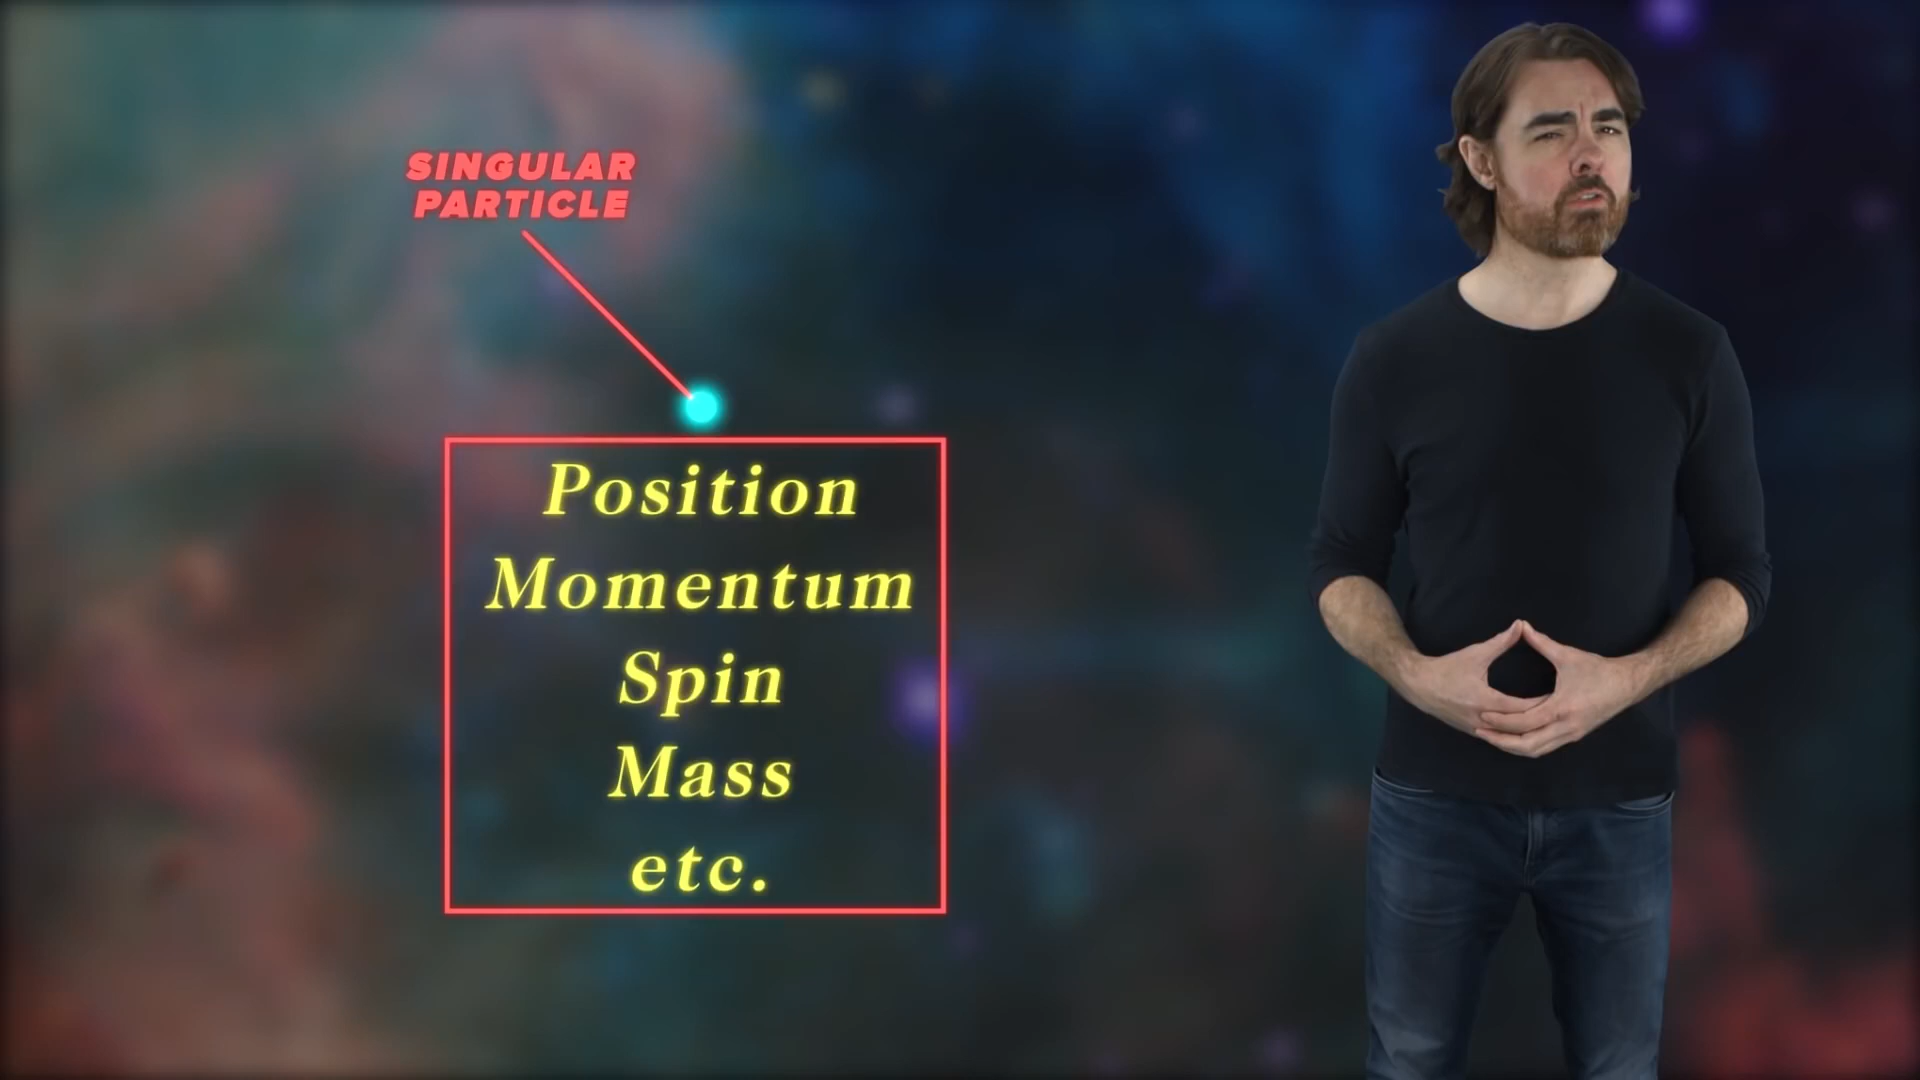 SINGULAR
PARTICLE
Position
Momentum
Spin
Mass
etc.